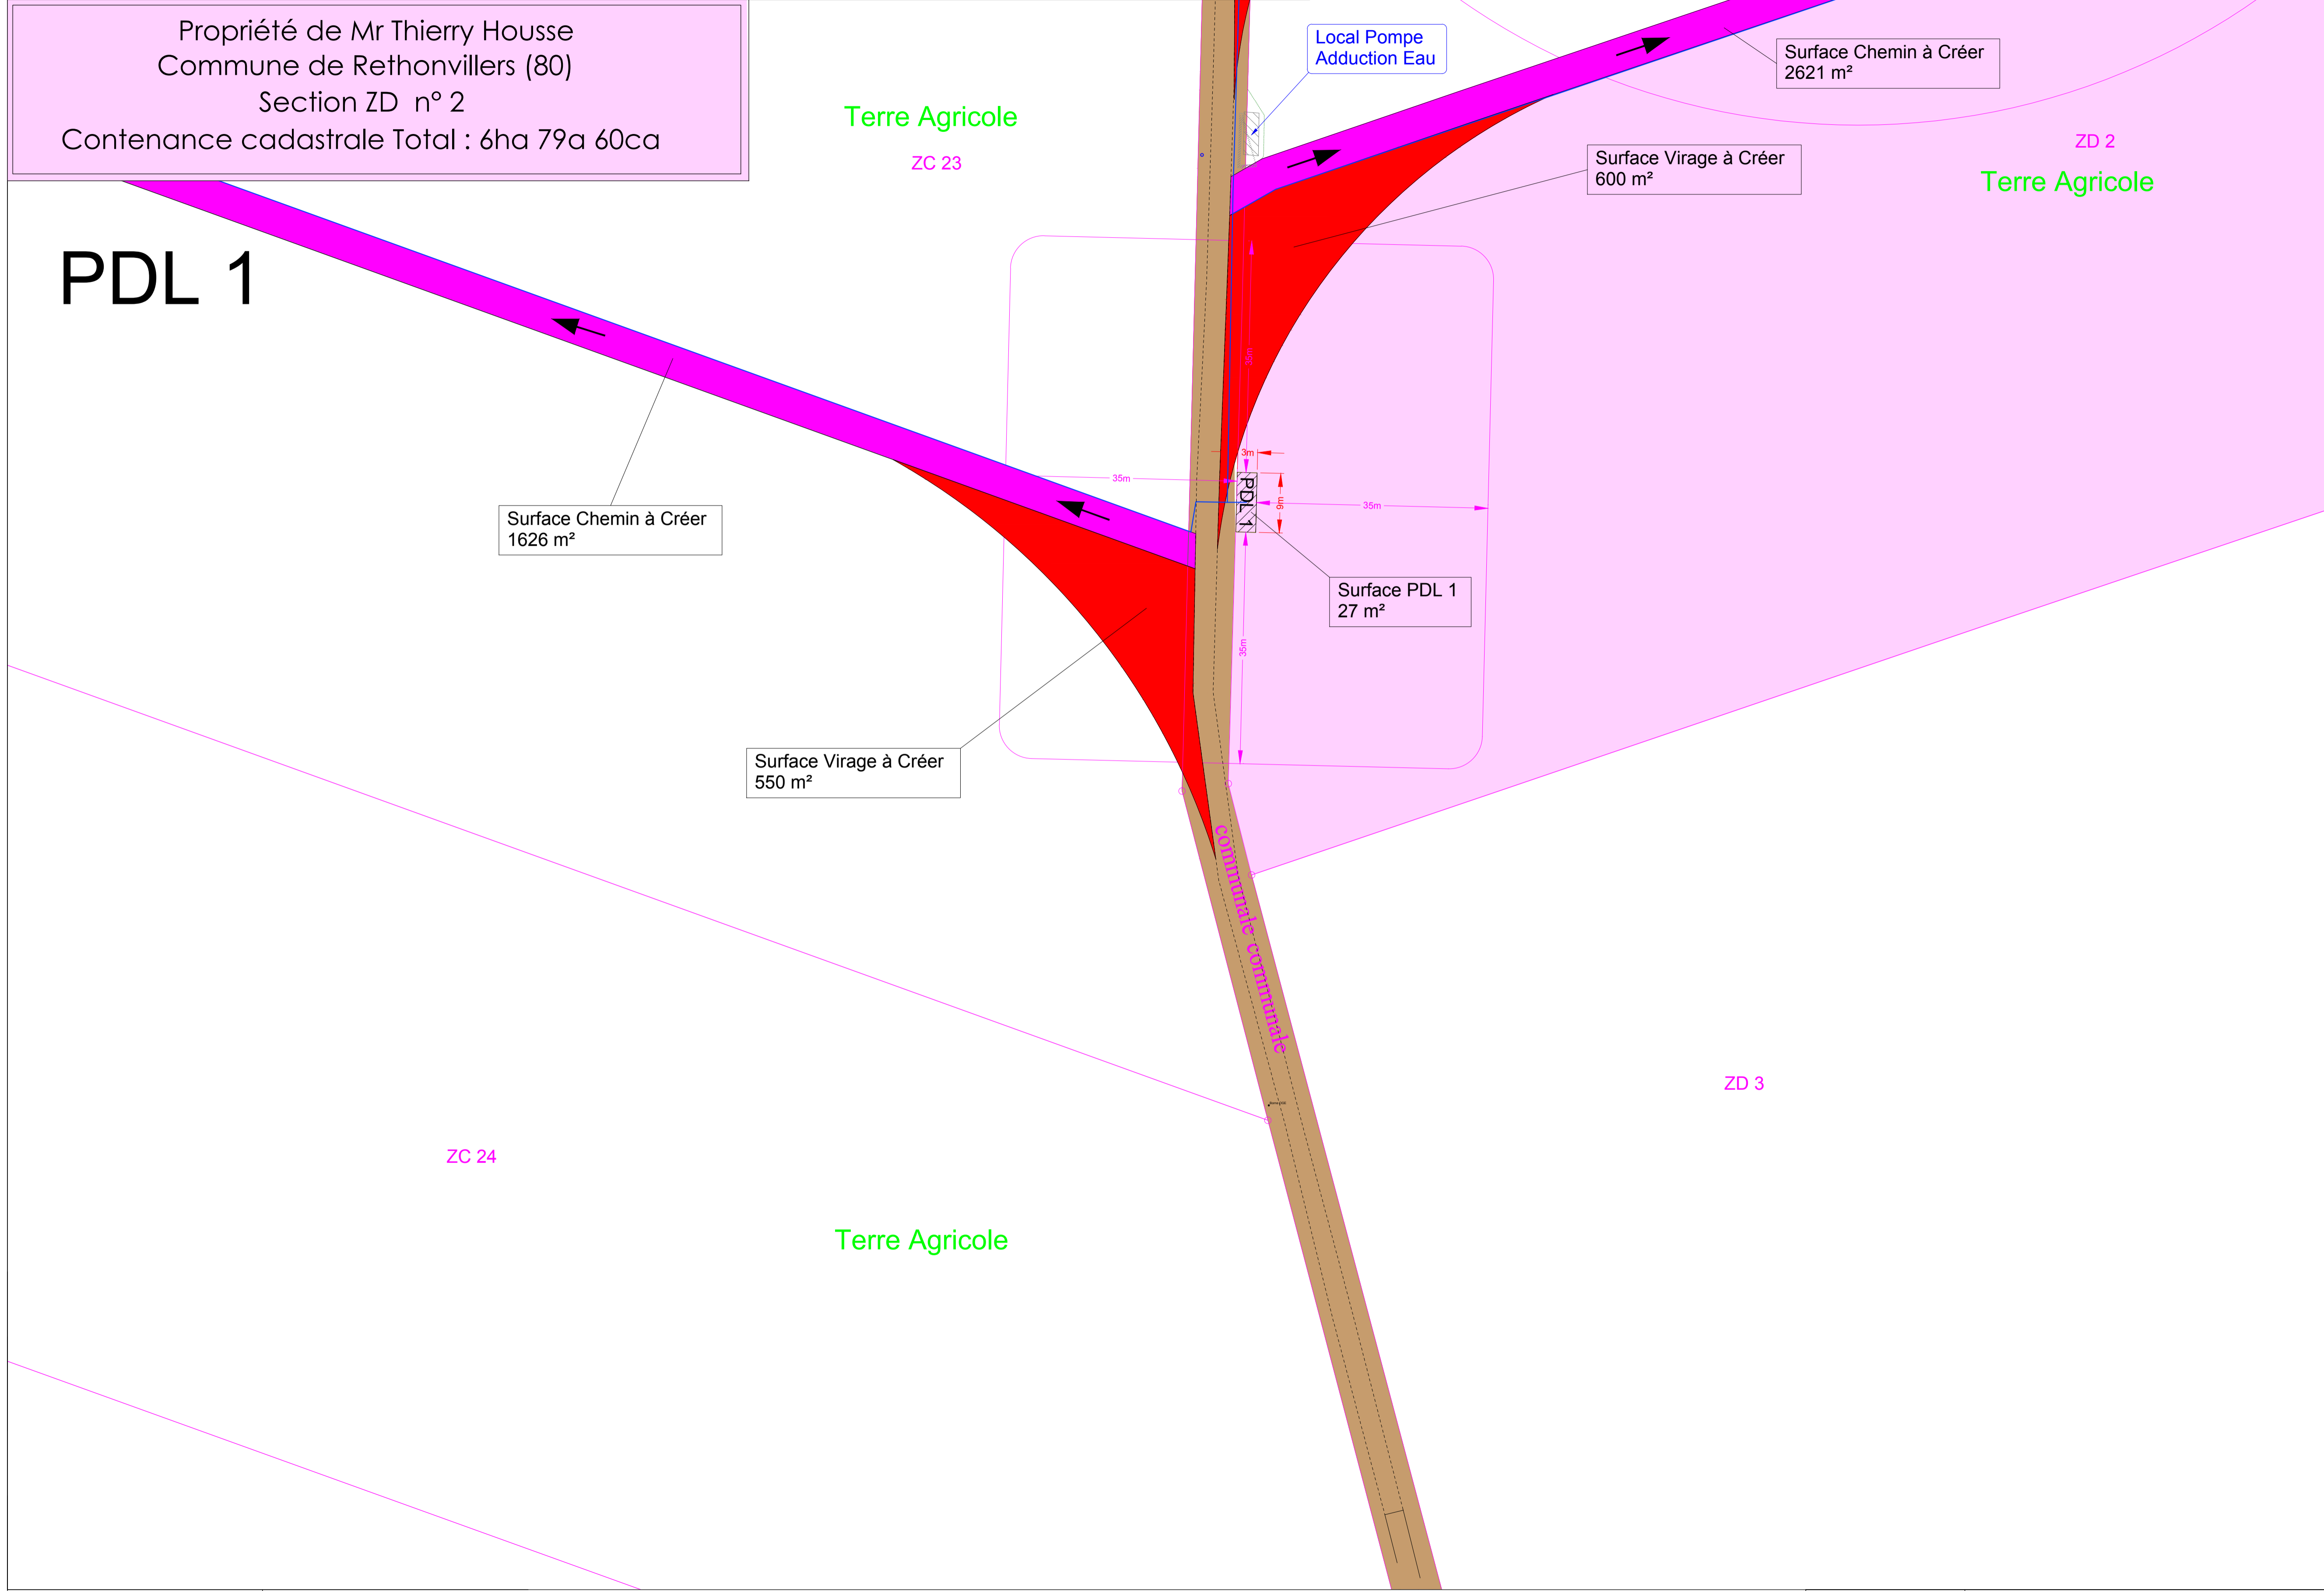 Propriété de Mr Thierry Housse
Commune de Rethonvillers (80)
Section ZD n° 2
Contenance cadastrale Total : 6ha 79a 60ca
PDL 1
Terre Agricole
ZC 23
Local Pompe
Adduction Eau
Surface Chemin à Créer
2621 m²
Surface Virage à Créer
600 m²
ZD 2
Terre Agricole
35m
3m
35m
PDL 1
9m
35m
Surface Chemin à Créer
1626 m²
Surface PDL 1
27 m²
35m
Surface Virage à Créer
550 m²
communale communale
ZD 3
ZC 24
Terre Agricole